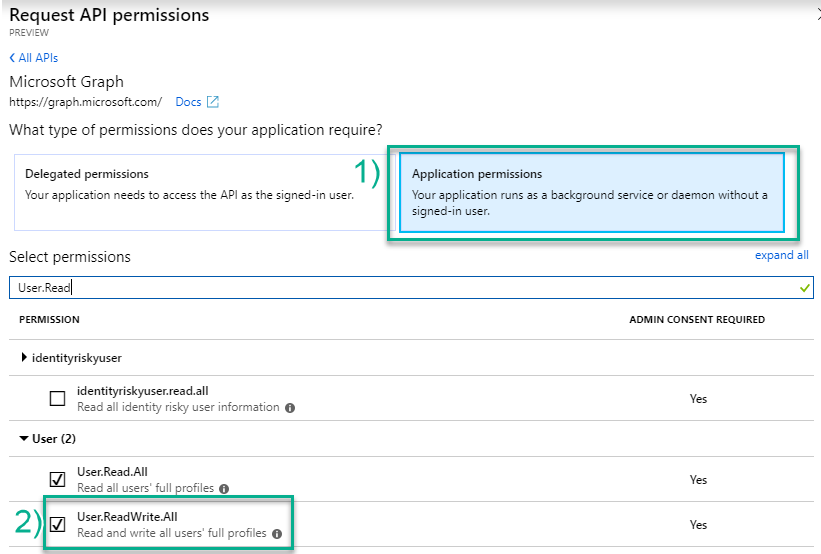 Request API permissions
PREVIEW
All APIs
Microsoft Graph
https://graph.microsoft.com/ Docs
What type of permissions does your application require?
1)
Delegated permissions
Your application needs to access the API as the signed-in user.
Application permissions
Your application runs as a background service or daemon without a
signed-in user.
Select permissions
expand all
User.Read
PERMISSION ADMIN CONSENT REQUIRED
identityriskyuser
identityriskyuser.read.all
Read all identity risky user information
Yes
User (2)
User.Read.All
Read all users' full profiles
Yes
2)
User.ReadWrite.All
Read and write all users' full profiles
Yes